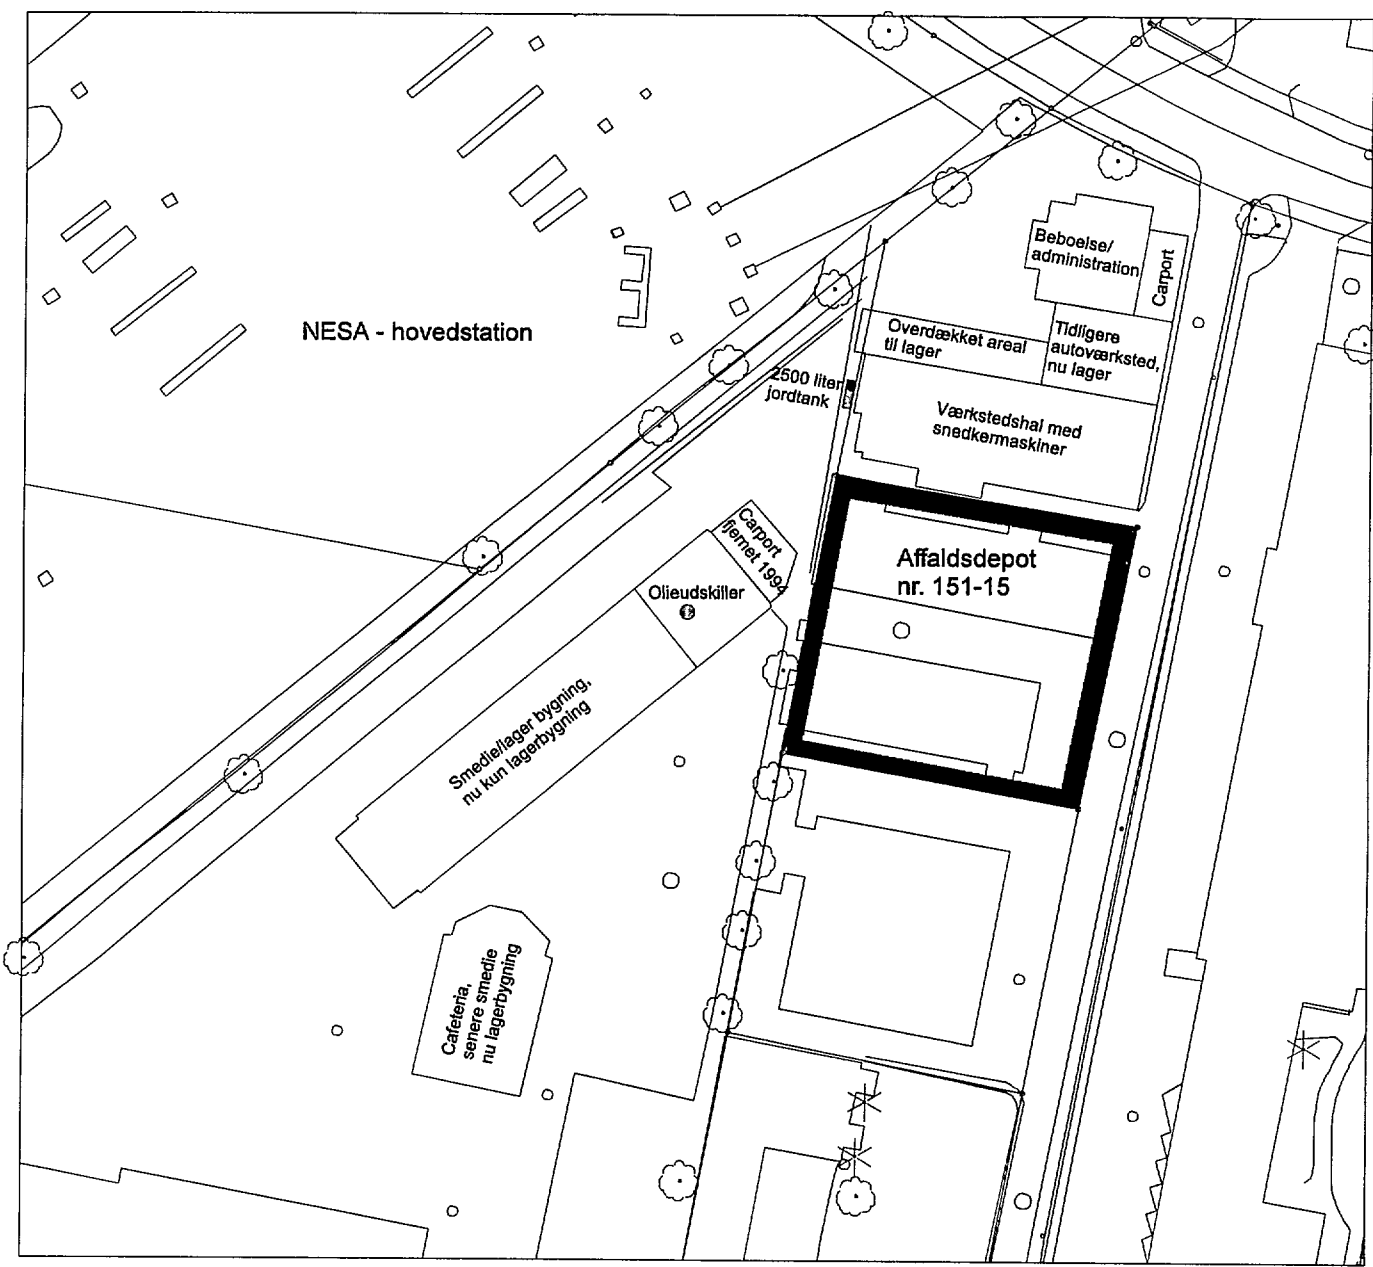 Beboelse/
administration
Carport
NESA - hovedstation
Overdækket areal
til lager
Tidligere
autoværksted,
nu lager
2500 liter
jordtank
Værkstedshal med
snedkermaskiner
Carport
fjernet 1994
Affaldsdepot
nr. 151-15
Olieudskiller
Smedie/lager bygning,
nu kun lagerbygning
Cafeteria,
senere smedie
nu lagerbygning